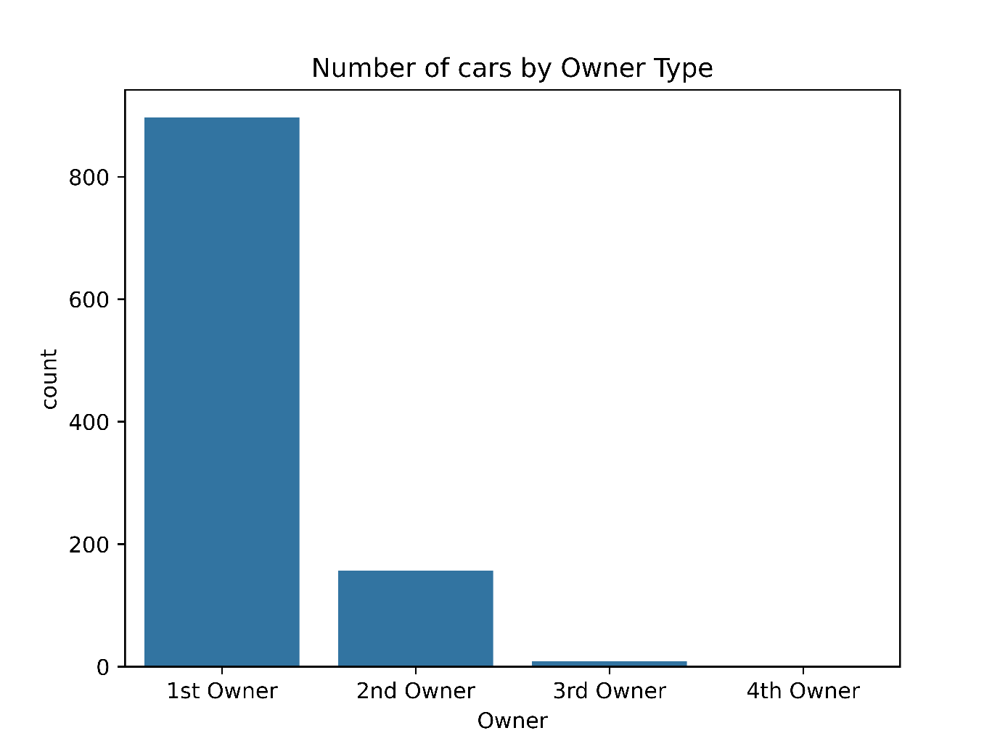 Number of cars by Owner Type
800
600
400
200
0
count
1st Owner
2nd Owner
3rd Owner
4th Owner
Owner